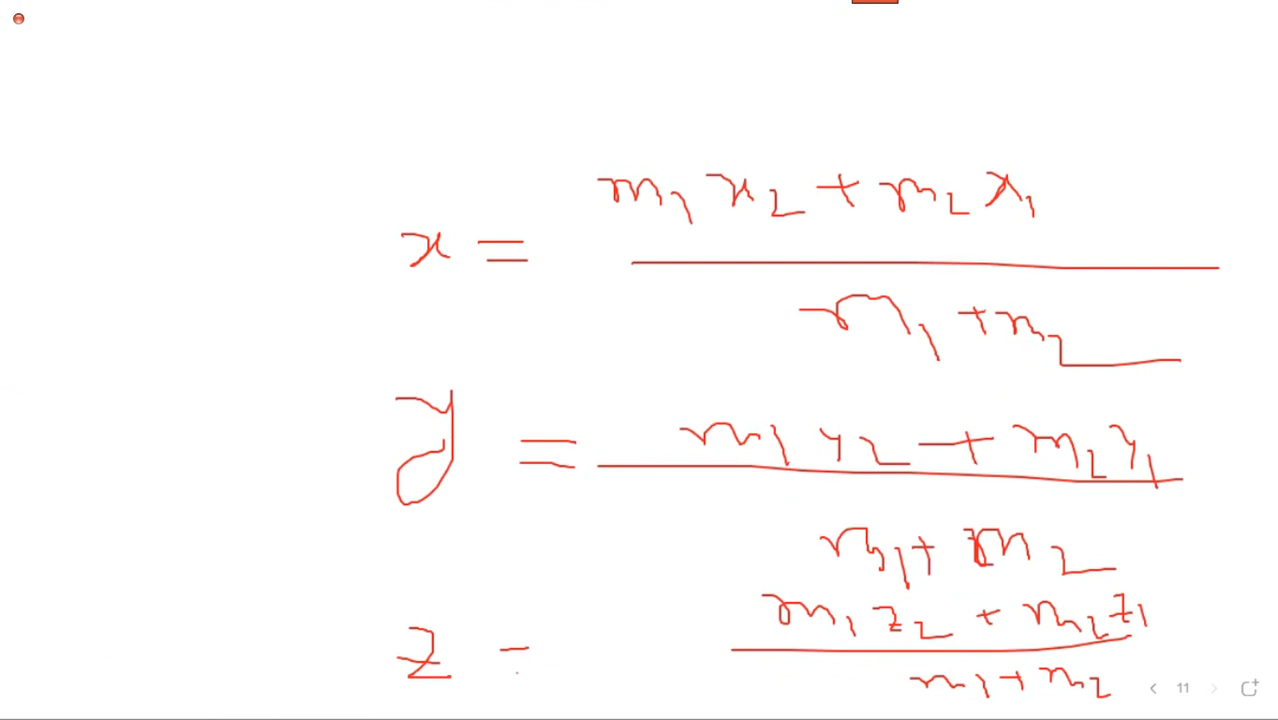 x = m₁x₂ + m₂x₁ / m₁ + m₂
y = m₁y₂ + m₂y₁ / m₁ + m₂
z = m₁z₂ + m₂z₁ / m₁ + m₂
11